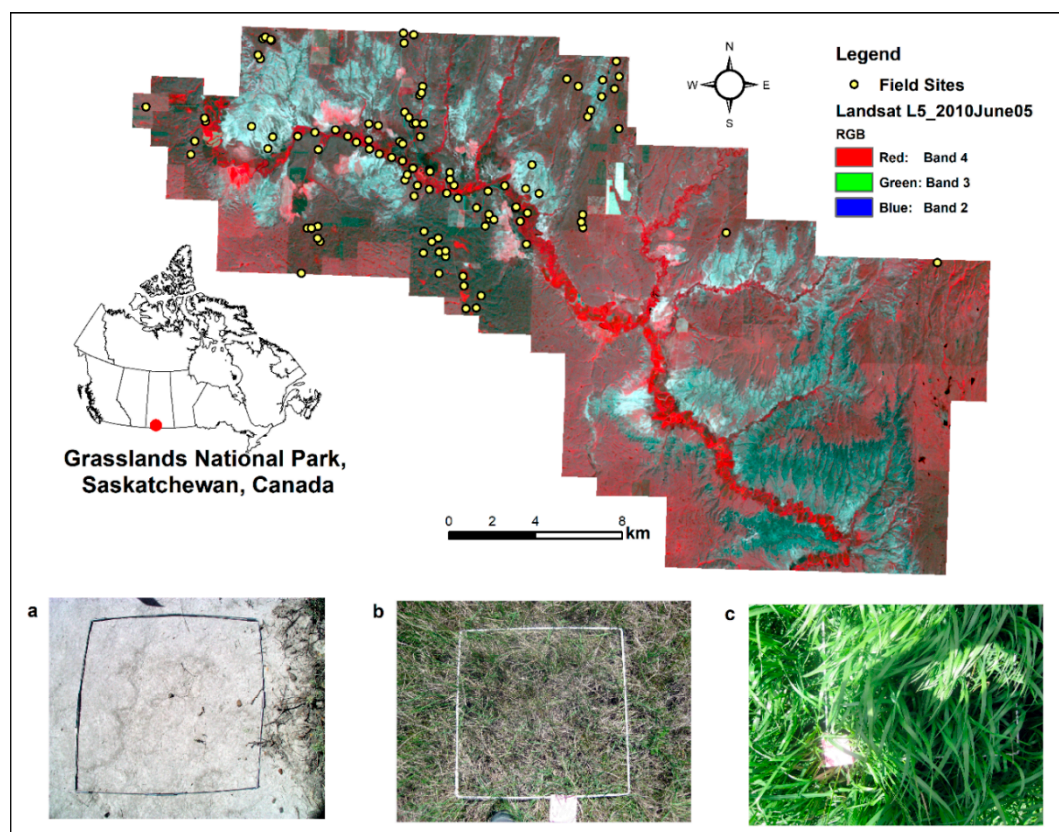 N
W E
S
Legend
Field Sites
Landsat L5_2010June05
RGB
Red: Band 4
Green: Band 3
Blue: Band 2
Grasslands National Park,
Saskatchewan, Canada
0 2 4 8
km
a
b
c